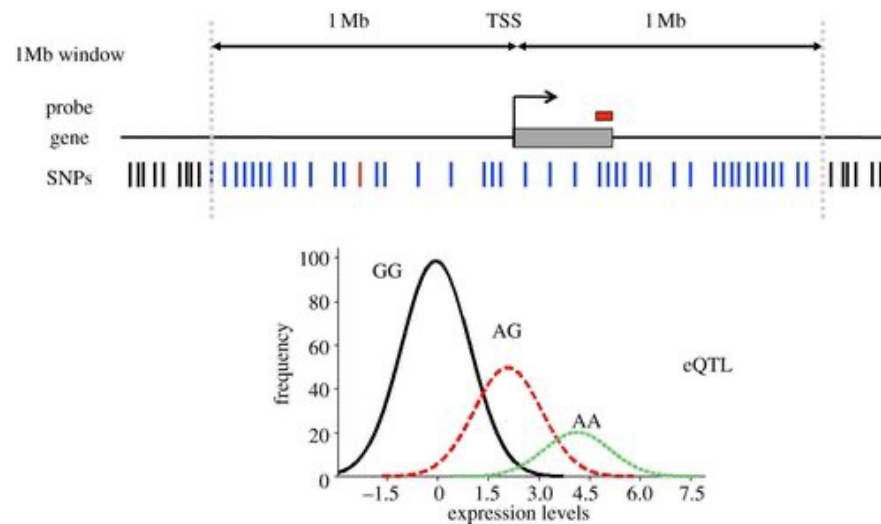 1 Mb TSS 1 Mb
1Mb window
probe
gene
SNPs
100
80
60
40
20
0
frequency
GG
AG
AA
eQTL
−1.5 0 1.5 3.0 4.5 6.0 7.5
expression levels